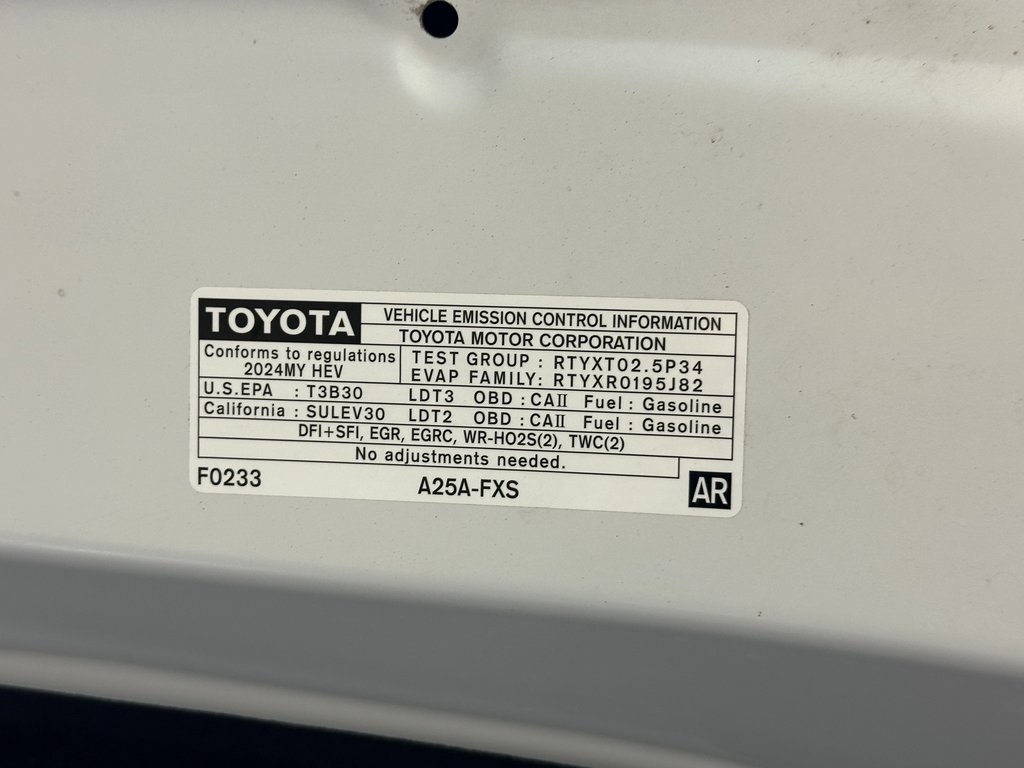 TOYOTA
VEHICLE EMISSION CONTROL INFORMATION
TOYOTA MOTOR CORPORATION
Conforms to regulations
2024MY HEV
TEST GROUP : RTYXT02.5P34
EVAP FAMILY: RTYXR0195J82
U.S.EPA : T3B30 LDT3 OBD : CAII Fuel : Gasoline
California : SULEV30 LDT2 OBD : CAII Fuel : Gasoline
DFI+SFI, EGR, EGRC, WR-HO2S(2), TWC(2)
No adjustments needed.
F0233 A25A-FXS AR